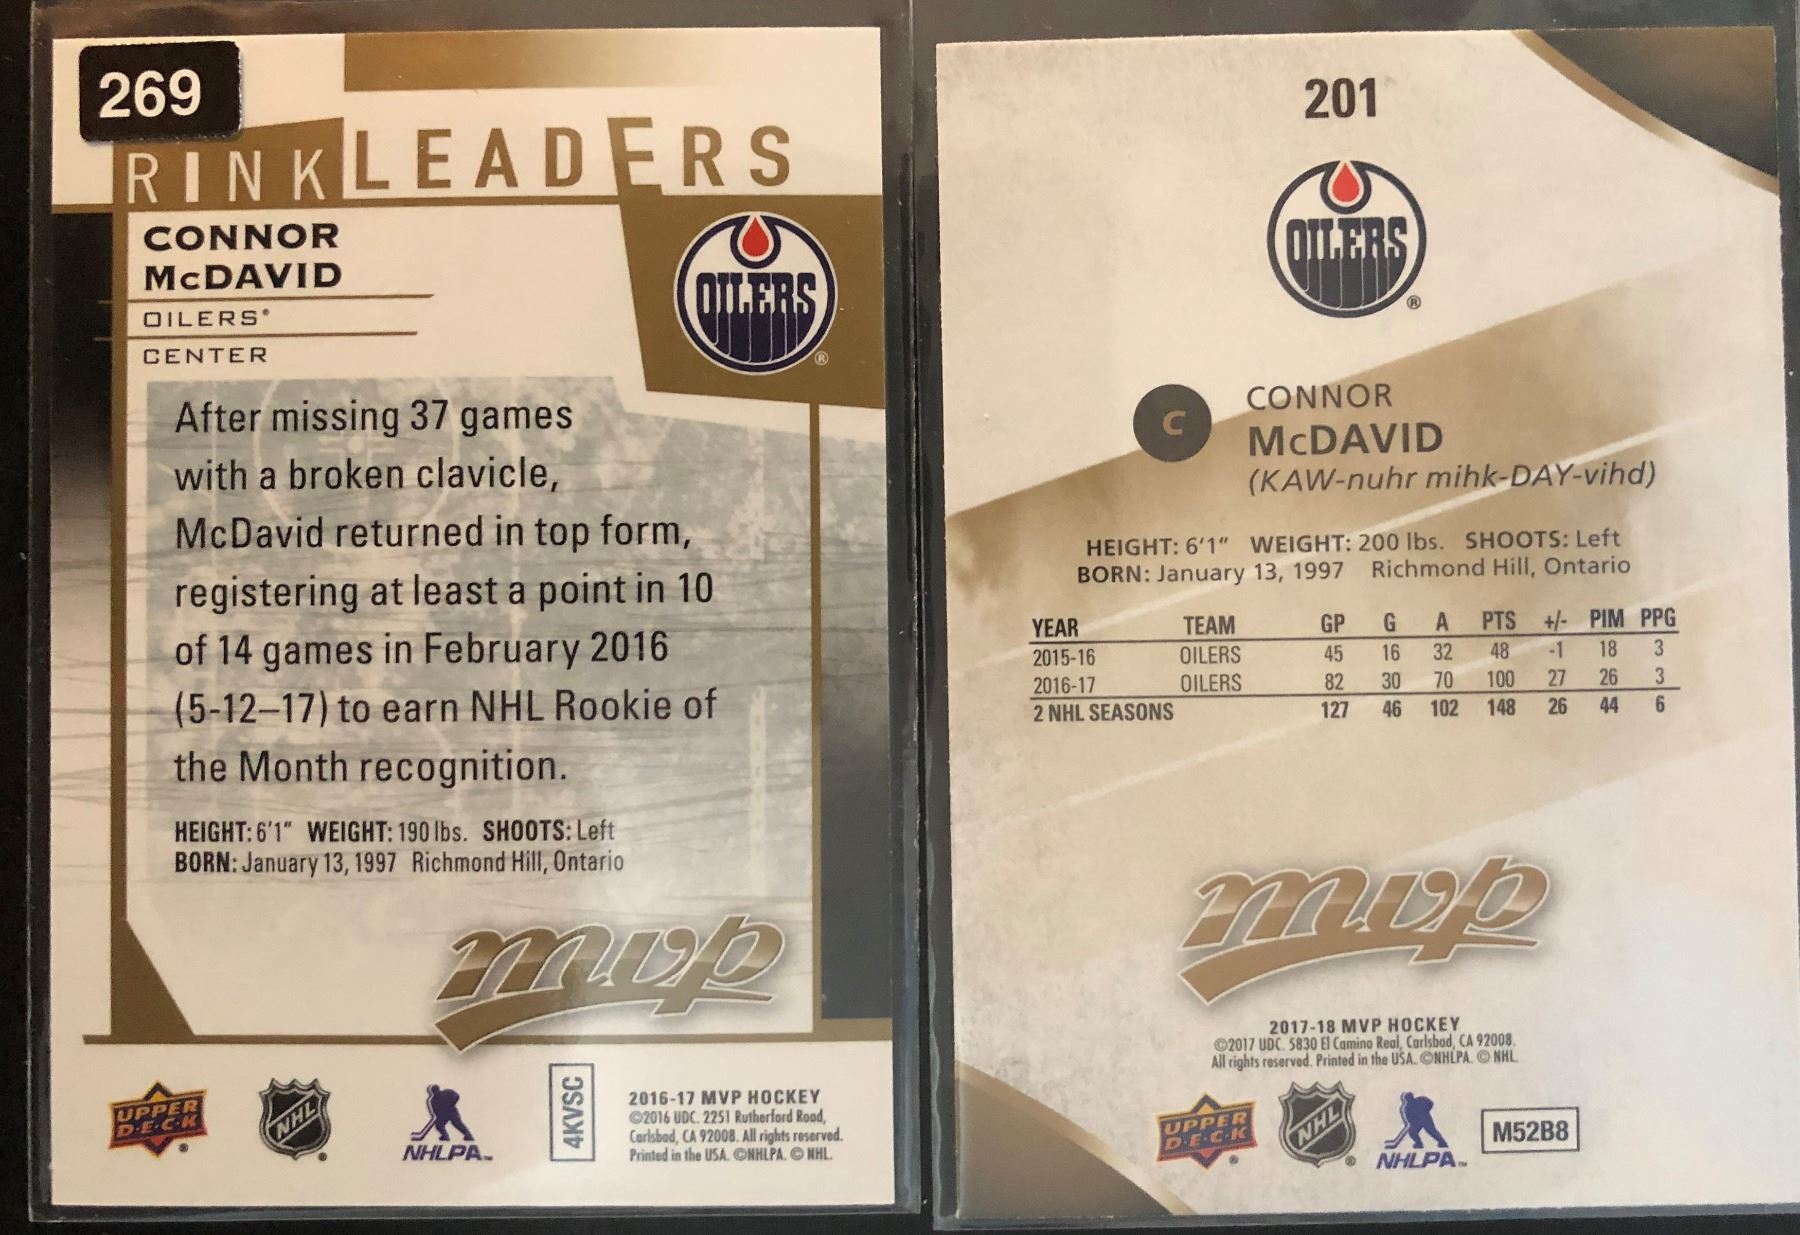 269
RINK LEADERS
CONNOR
McDAVID
OILERS®
CENTER
OILERS
®
After missing 37 games
with a broken clavicle,
McDavid returned in top form,
registering at least a point in 10
of 14 games in February 2016
(5-12–17) to earn NHL Rookie of
the Month recognition.
HEIGHT: 6'1" WEIGHT: 190 lbs. SHOOTS: Left
BORN: January 13, 1997 Richmond Hill, Ontario
mvp
UPPER
D·E·C·K
NHL
NHLPA™
4KVSC
2016-17 MVP HOCKEY
©2016 UDC. 2251 Rutherford Road,
Carlsbad, CA 92008. All rights reserved.
Printed in the USA. ©NHLPA. © NHL.
201
OILERS
®
C
CONNOR
McDAVID
(KAW-nuhr mihk-DAY-vihd)
HEIGHT: 6'1" WEIGHT: 200 lbs. SHOOTS: Left
BORN: January 13, 1997 Richmond Hill, Ontario
YEAR TEAM GP G A PTS +/- PIM PPG
2015-16 OILERS 45 16 32 48 -1 18 3
2016-17 OILERS 82 30 70 100 27 26 3
2 NHL SEASONS 127 46 102 148 26 44 6
mvp
2017-18 MVP HOCKEY
©2017 UDC. 5830 El Camino Real, Carlsbad, CA 92008.
All rights reserved. Printed in the USA. ©NHLPA. © NHL.
UPPER
D·E·C·K
®
NHL
®
NHLPA™
M52B8